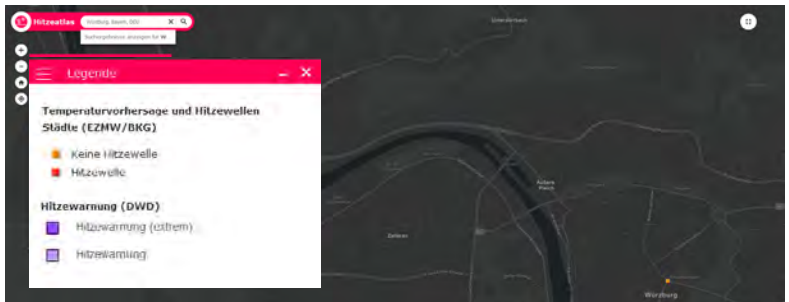 Hitzeatlas
Würzburg, Bayern, DEU
Suchergebnisse anzeigen für W
Legende
Temperaturvorhersage und Hitzewellen
Städte (EZMW/BKG)
Keine Hitzewelle
Hitzewelle
Hitzewarnung (DWD)
Hitzewarnung (extrem)
Hitzewarnung
Zellerau
Würzburg